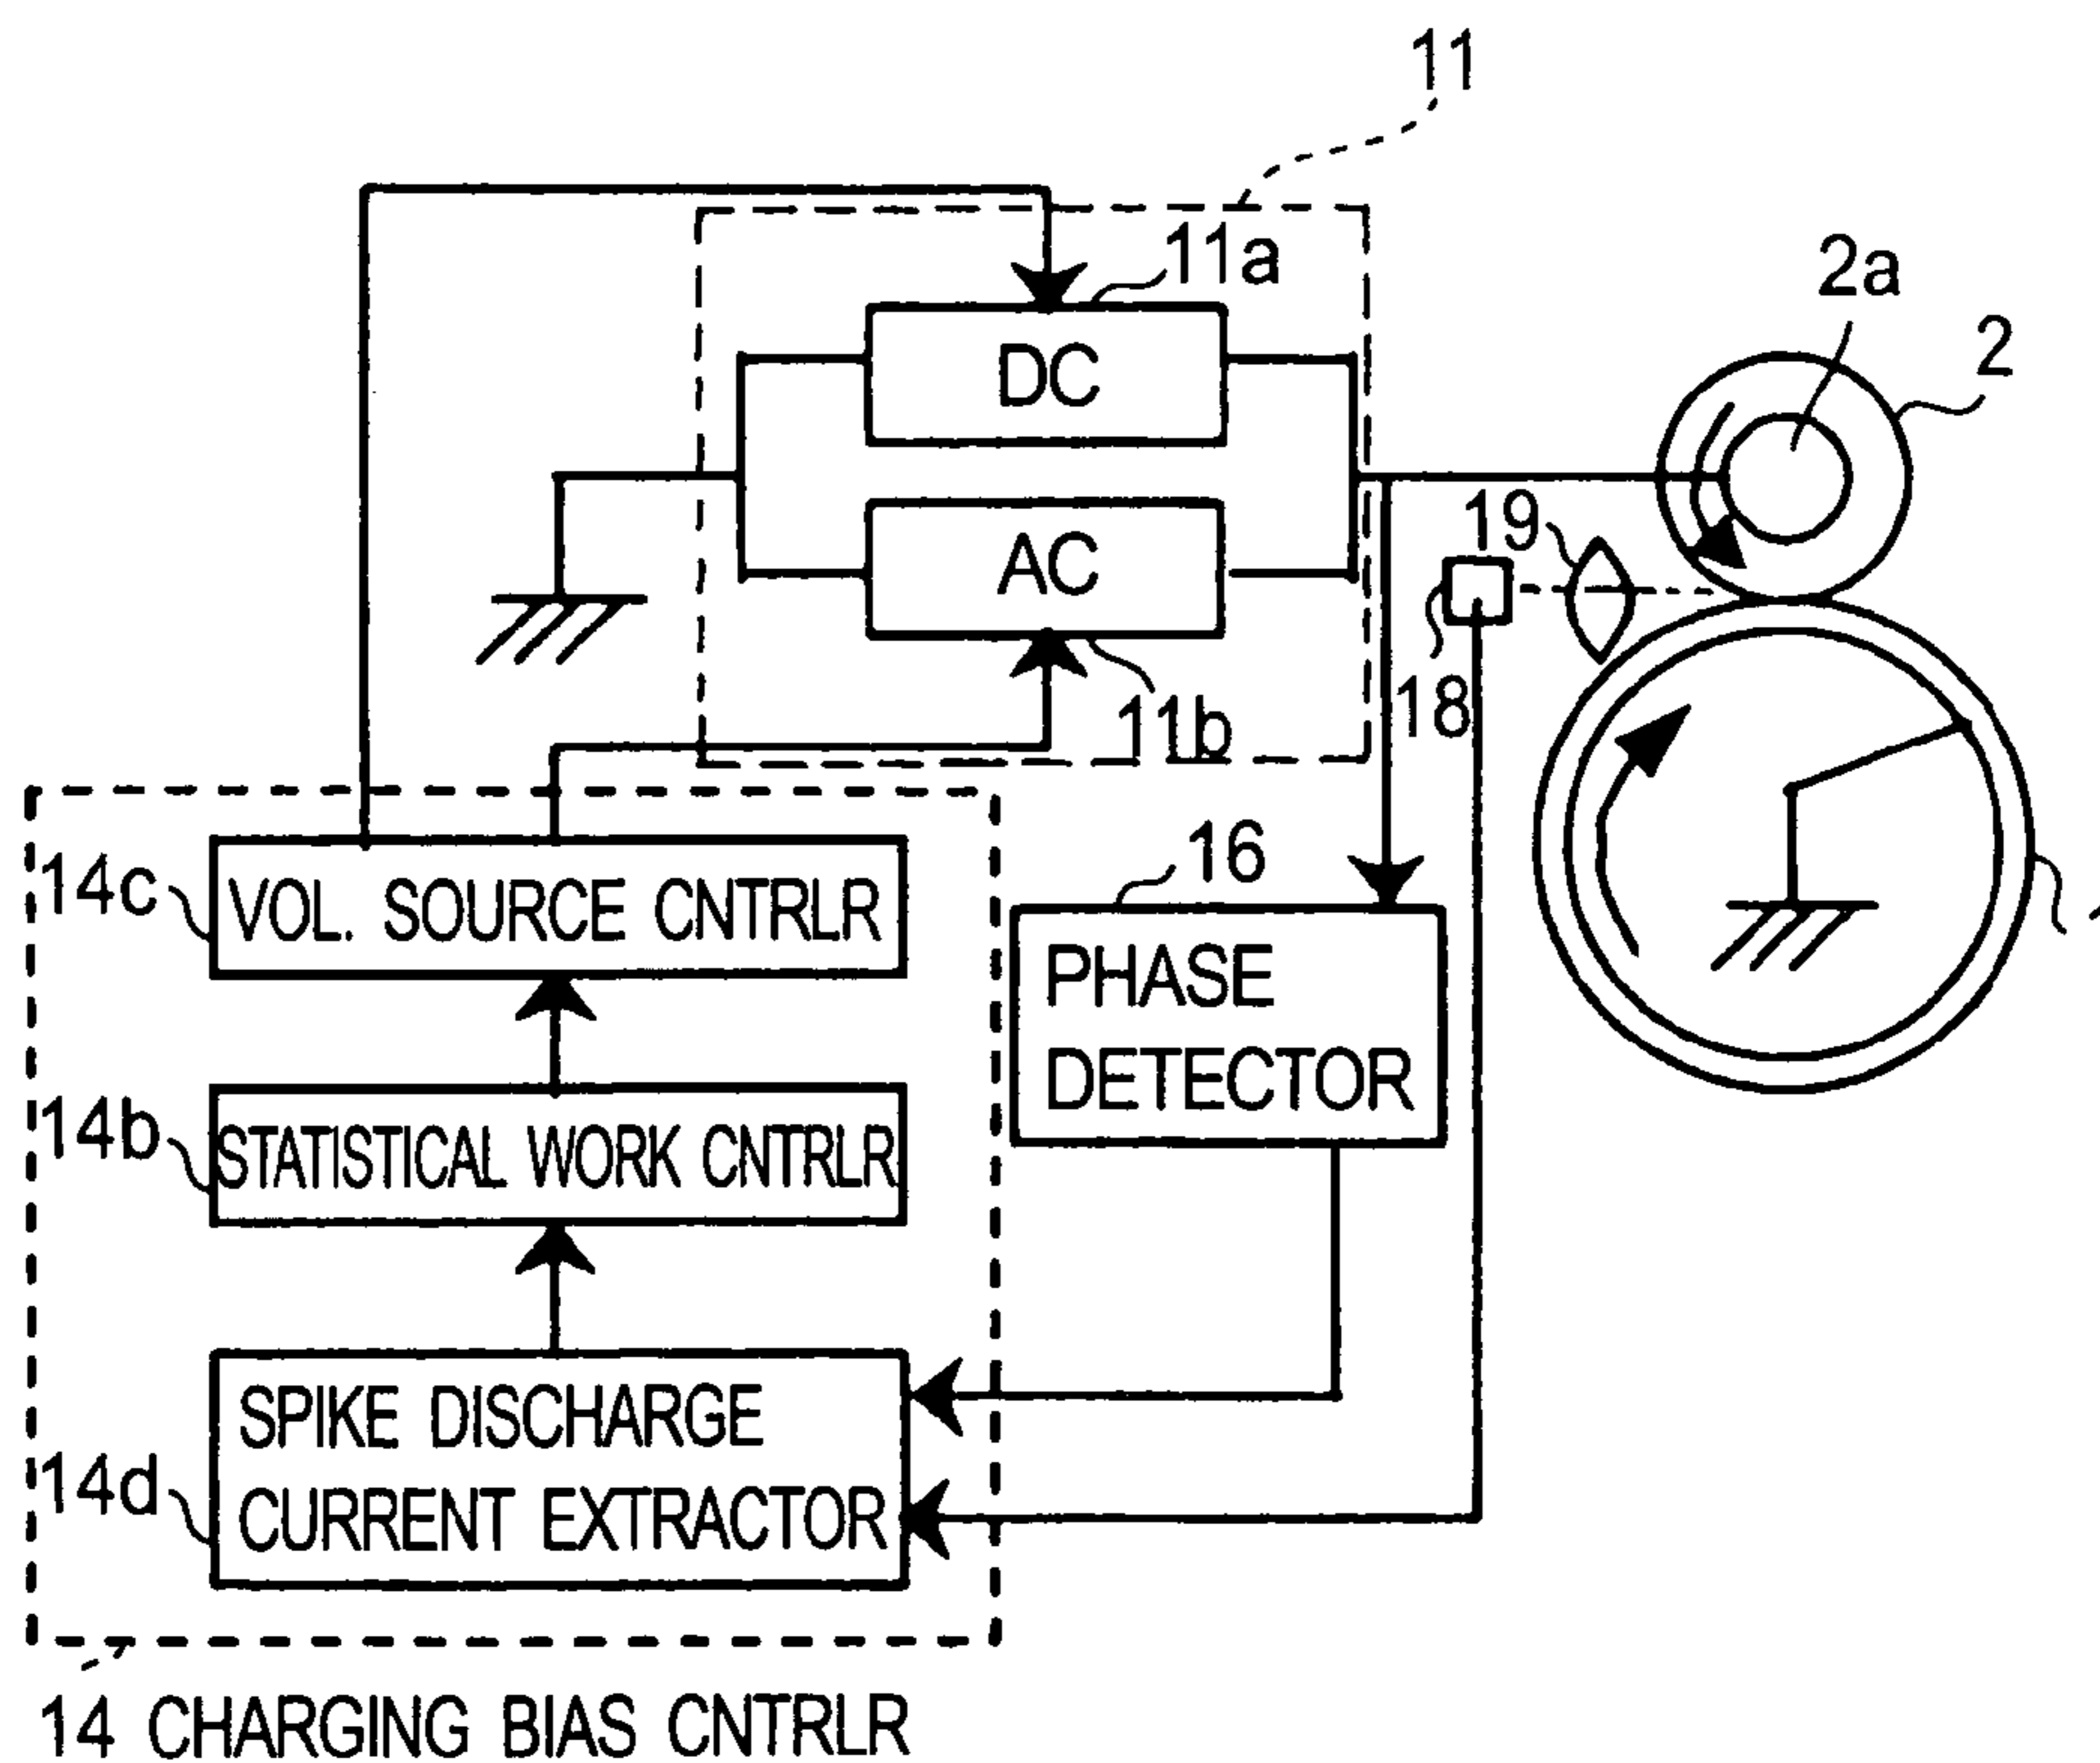 11
11a
DC
2a
2
19
AC
18
11b
16
14c
VOL. SOURCE CNTRLR
PHASE
DETECTOR
14b
STATISTICAL WORK CNTRLR
SPIKE DISCHARGE
14d
CURRENT EXTRACTOR
14 CHARGING BIAS CNTRLR